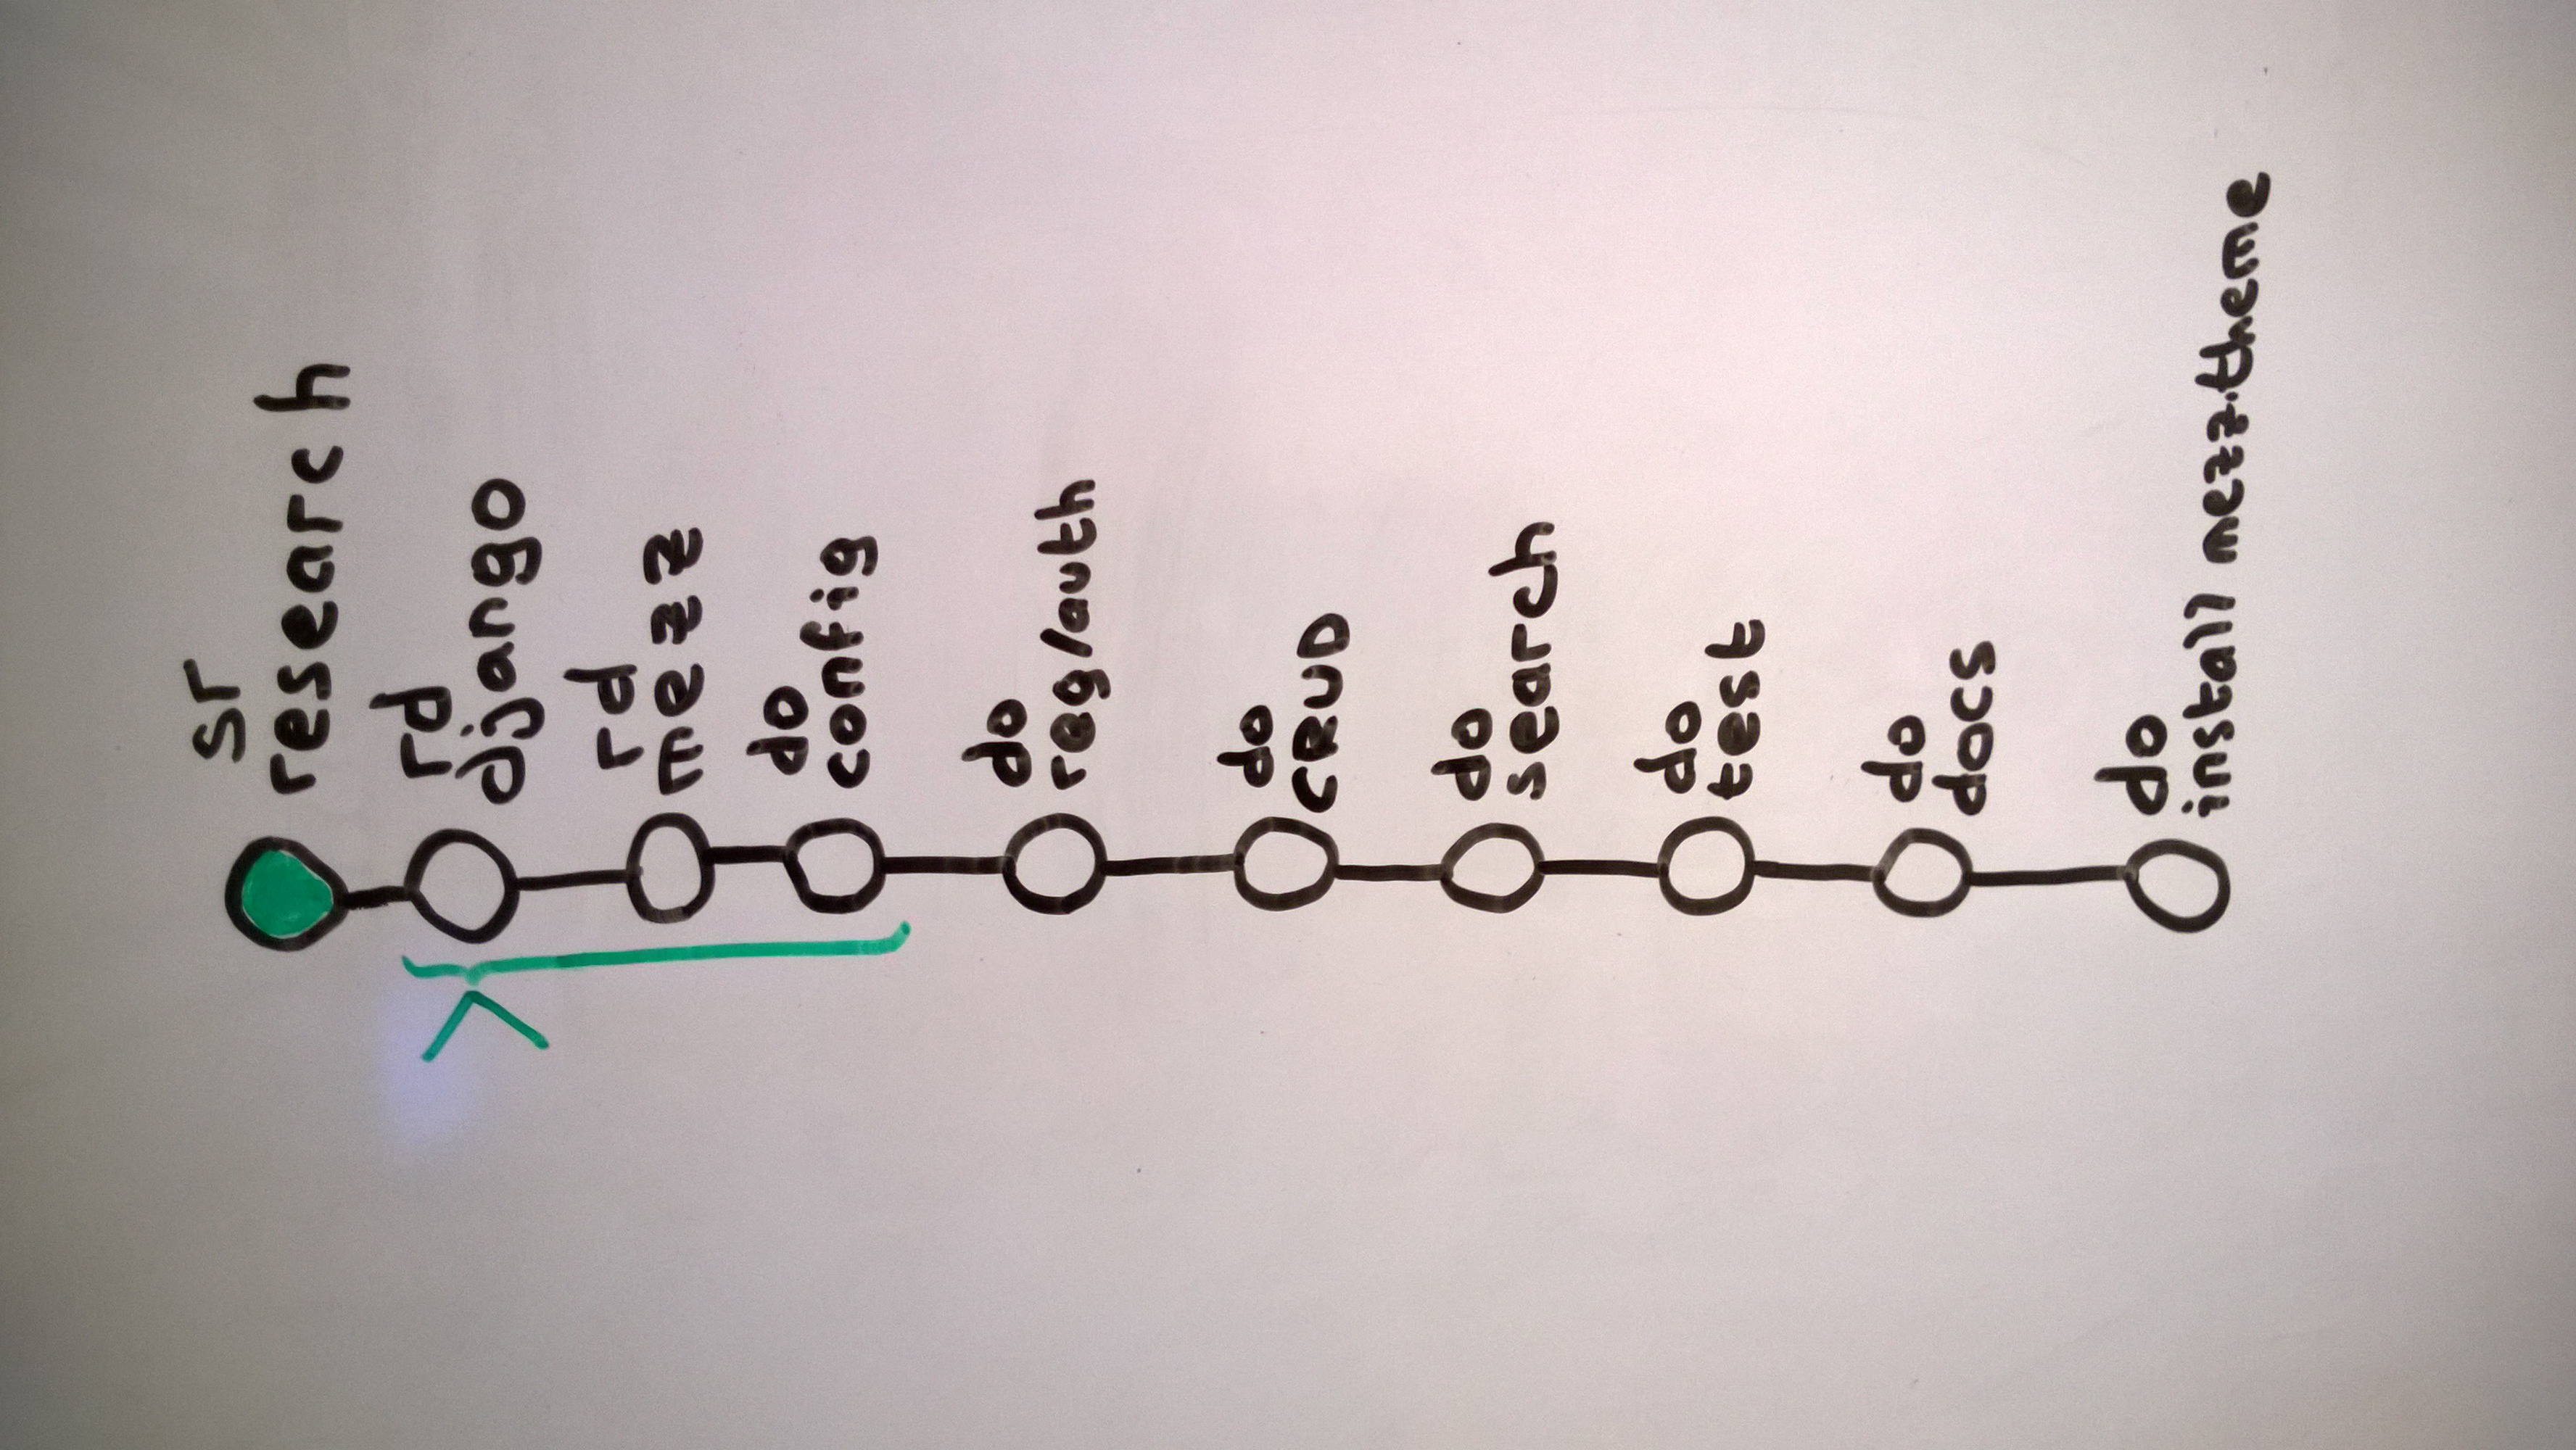 sr
research
rd
django
rd
mezz
do
config
do
reg/auth
do
CRUD
do
search
do
test
do
docs
do
install mezz.theme